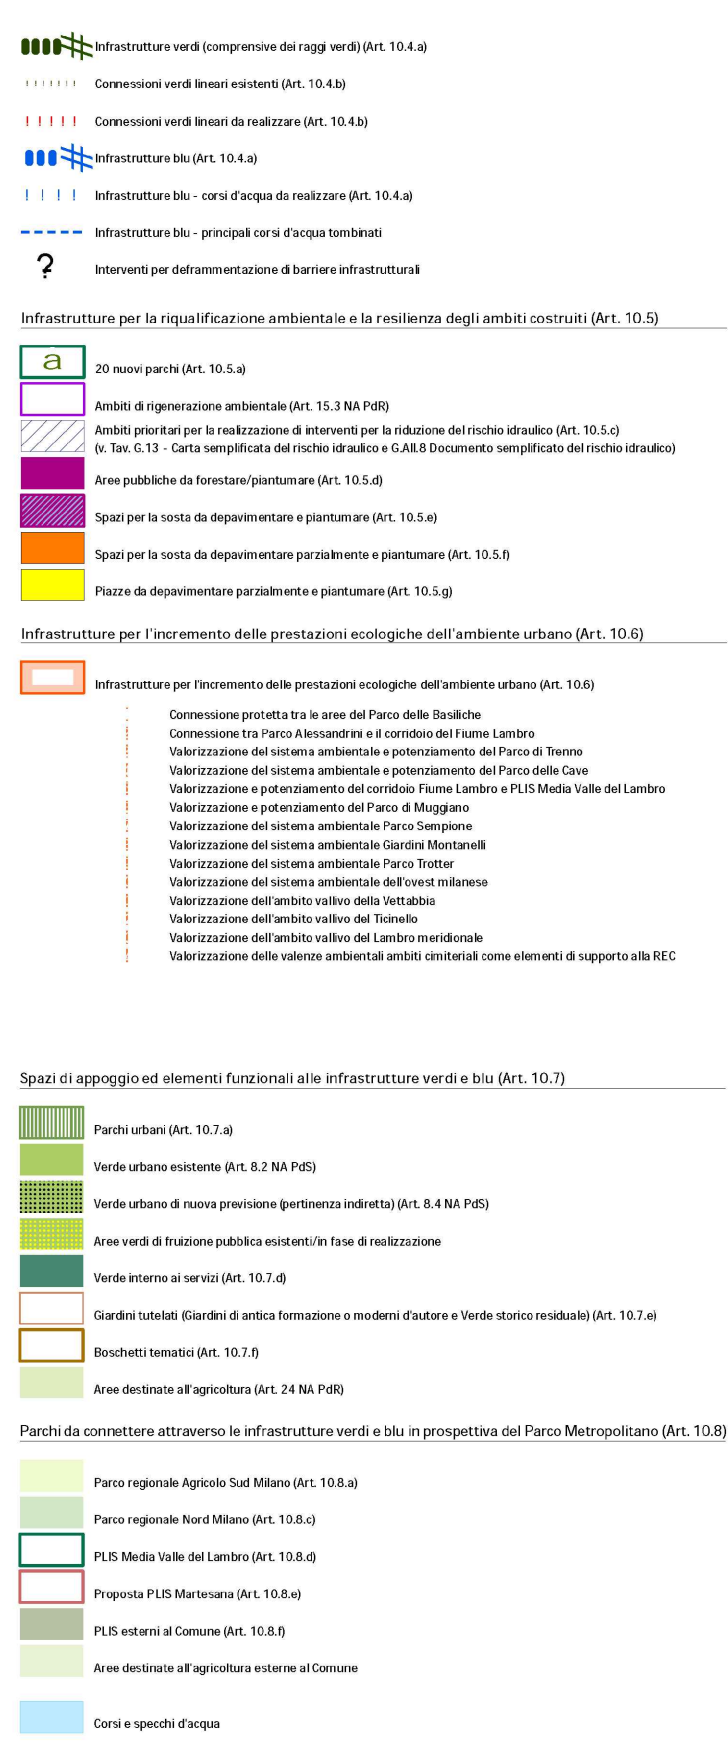 Infrastrutture verdi (comprensive dei raggi verdi) (Art. 10.4.a)
Connessioni verdi lineari esistenti (Art. 10.4.b)
Connessioni verdi lineari da realizzare (Art. 10.4.b)
Infrastrutture blu (Art. 10.4.a)
Infrastrutture blu - corsi d'acqua da realizzare (Art. 10.4.a)
Infrastrutture blu - principali corsi d'acqua tombinati
?
Interventi per deframmentazione di barriere infrastrutturali
Infrastrutture per la riqualificazione ambientale e la resilienza degli ambiti costruiti (Art. 10.5)
a
20 nuovi parchi (Art. 10.5.a)
Ambiti di rigenerazione ambientale (Art. 15.3 NA PdR)
Ambiti prioritari per la realizzazione di interventi per la riduzione del rischio idraulico (Art. 10.5.c)
(v. Tav. G.13 - Carta semplificata del rischio idraulico e G.All.8 Documento semplificato del rischio idraulico)
Aree pubbliche da forestare/piantumare (Art. 10.5.d)
Spazi per la sosta da depavimentare e piantumare (Art. 10.5.e)
Spazi per la sosta da depavimentare parzialmente e piantumare (Art. 10.5.f)
Piazze da depavimentare parzialmente e piantumare (Art. 10.5.g)
Infrastrutture per l'incremento delle prestazioni ecologiche dell'ambiente urbano (Art. 10.6)
Infrastrutture per l'incremento delle prestazioni ecologiche dell'ambiente urbano (Art. 10.6)
Connessione protetta tra le aree del Parco delle Basiliche
Connessione tra Parco Alessandrini e il corridoio del Fiume Lambro
Valorizzazione del sistema ambientale e potenziamento del Parco di Trenno
Valorizzazione del sistema ambientale e potenziamento del Parco delle Cave
Valorizzazione e potenziamento del corridoio Fiume Lambro e PLIS Media Valle del Lambro
Valorizzazione e potenziamento del Parco di Muggiano
Valorizzazione del sistema ambientale Parco Sempione
Valorizzazione del sistema ambientale Giardini Montanelli
Valorizzazione del sistema ambientale Parco Trotter
Valorizzazione del sistema ambientale dell'ovest milanese
Valorizzazione dell'ambito vallivo della Vettabbia
Valorizzazione dell'ambito vallivo del Ticinello
Valorizzazione dell'ambito vallivo del Lambro meridionale
Valorizzazione delle valenze ambientali ambiti cimiteriali come elementi di supporto alla REC
Spazi di appoggio ed elementi funzionali alle infrastrutture verdi e blu (Art. 10.7)
Parchi urbani (Art. 10.7.a)
Verde urbano esistente (Art. 8.2 NA PdS)
Verde urbano di nuova previsione (pertinenza indiretta) (Art. 8.4 NA PdS)
Aree verdi di fruizione pubblica esistenti/in fase di realizzazione
Verde interno ai servizi (Art. 10.7.d)
Giardini tutelati (Giardini di antica formazione o moderni d'autore e Verde storico residuale) (Art. 10.7.e)
Boschetti tematici (Art. 10.7.f)
Aree destinate all'agricoltura (Art. 24 NA PdR)
Parchi da connettere attraverso le infrastrutture verdi e blu in prospettiva del Parco Metropolitano (Art. 10.8)
Parco regionale Agricolo Sud Milano (Art. 10.8.a)
Parco regionale Nord Milano (Art. 10.8.c)
PLIS Media Valle del Lambro (Art. 10.8.d)
Proposta PLIS Martesana (Art. 10.8.e)
PLIS esterni al Comune (Art. 10.8.f)
Aree destinate all'agricoltura esterne al Comune
Corsi e specchi d'acqua